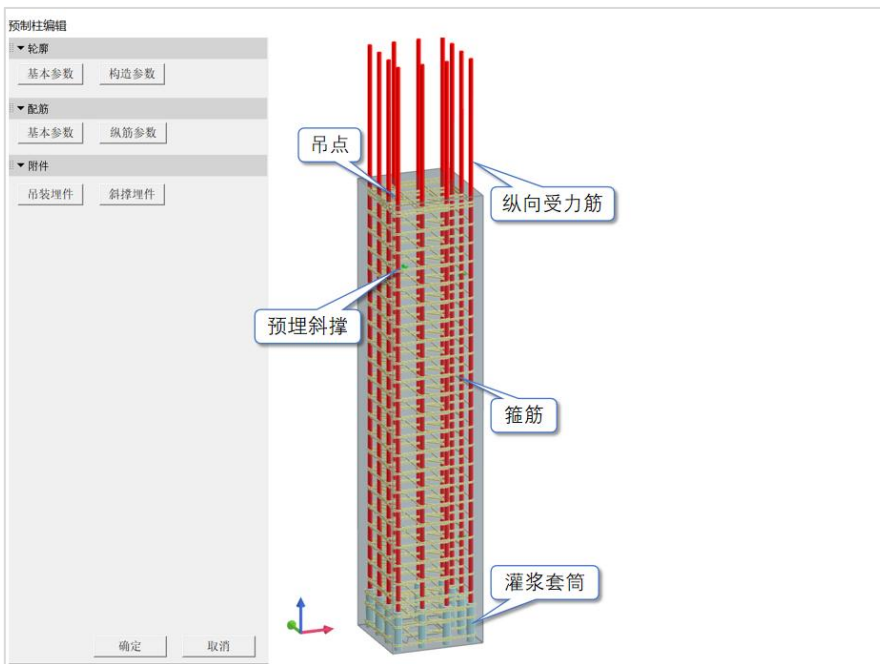 预制柱编辑
轮廓
基本参数 构造参数
配筋
基本参数 纵筋参数
附件
吊装埋件 斜撑埋件
吊点
纵向受力筋
预埋斜撑
箍筋
灌浆套筒
确定 取消